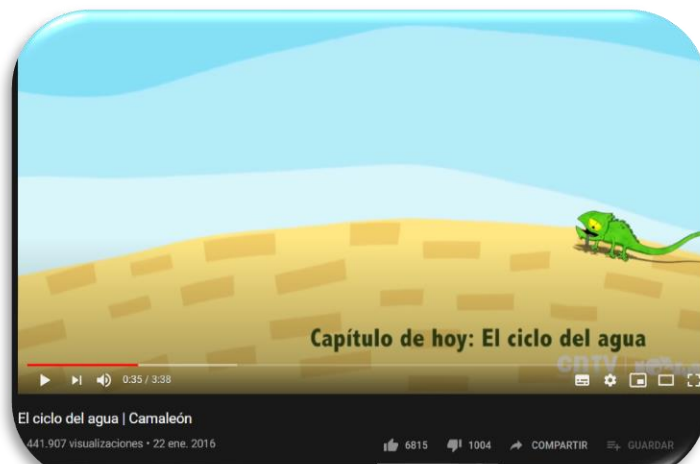 Capítulo de hoy: El ciclo del agua
CNTV
0:35 / 3:38
El ciclo del agua | Camaleón
441.907 visualizaciones • 22 ene. 2016
6815
1004
COMPARTIR
GUARDAR